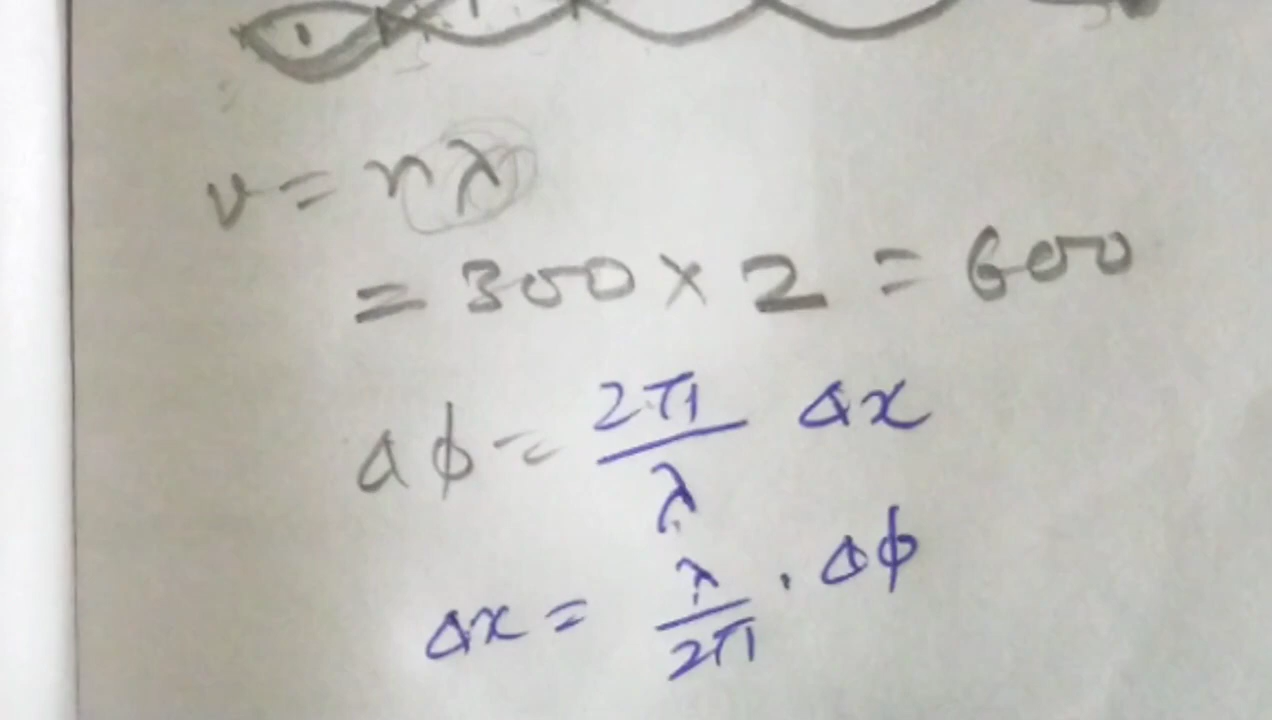 v = nλ
= 300 × 2 = 600
Δϕ = 2π/λ Δx
Δx = λ/2π . Δϕ